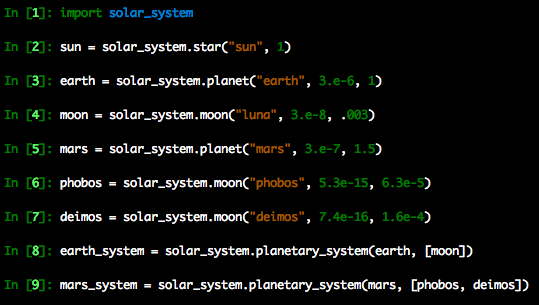 In [1]: import solar_system
In [2]: sun = solar_system.star("sun", 1)
In [3]: earth = solar_system.planet("earth", 3.e-6, 1)
In [4]: moon = solar_system.moon("luna", 3.e-8, .003)
In [5]: mars = solar_system.planet("mars", 3.e-7, 1.5)
In [6]: phobos = solar_system.moon("phobos", 5.3e-15, 6.3e-5)
In [7]: deimos = solar_system.moon("deimos", 7.4e-16, 1.6e-4)
In [8]: earth_system = solar_system.planetary_system(earth, [moon])
In [9]: mars_system = solar_system.planetary_system(mars, [phobos, deimos])